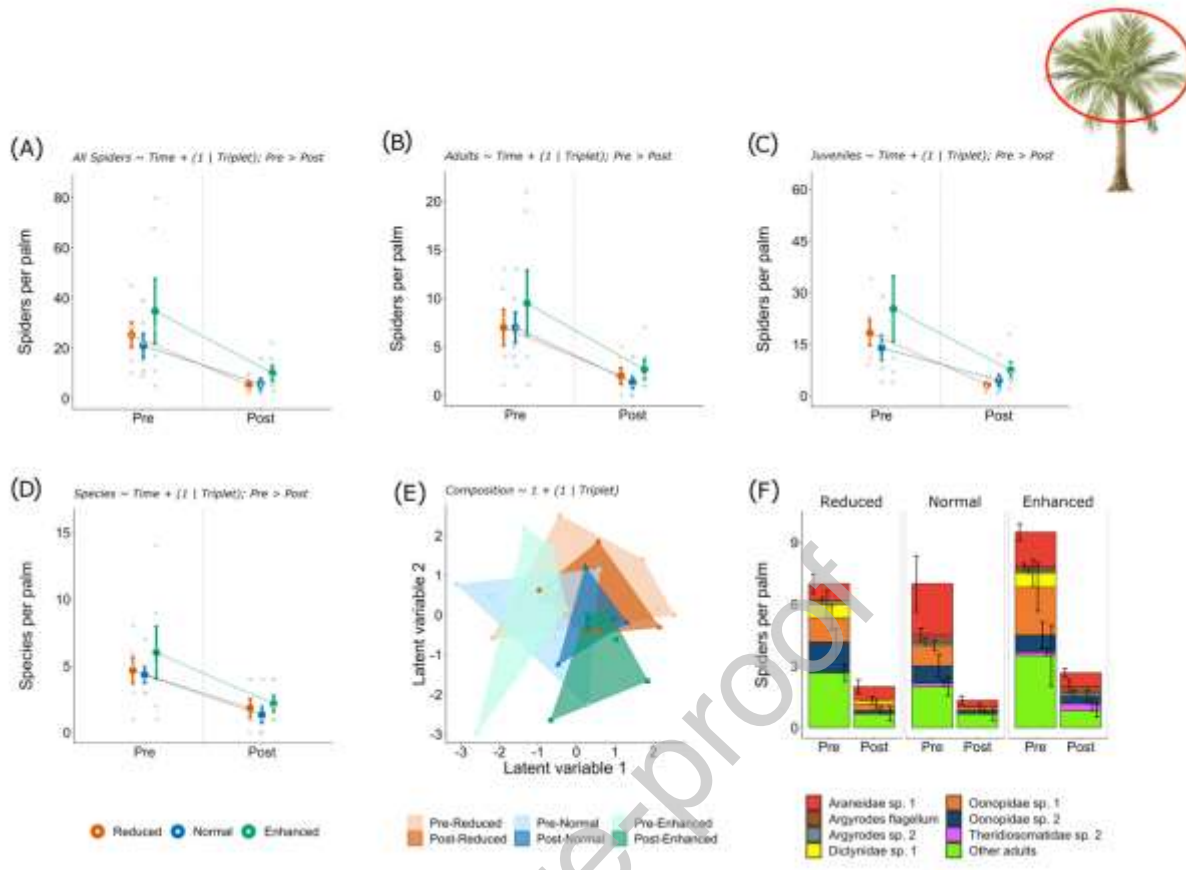 (A)
All Spiders ~ Time + (1 | Triplet); Pre > Post
Spiders per palm
80
60
40
20
0
Pre Post
(B)
Adults ~ Time + (1 | Triplet); Pre > Post
Spiders per palm
20
15
10
5
0
Pre Post
(C)
Juveniles ~ Time + (1 | Triplet); Pre > Post
Spiders per palm
60
45
30
15
0
Pre Post
(D)
Species ~ Time + (1 | Triplet); Pre > Post
Species per palm
15
10
5
0
Pre Post
Reduced Normal Enhanced
(E)
Composition ~ 1 + (1 | Triplet)
Latent variable 2
2
1
0
-1
-2
-3
-3 -2 -1 0 1 2
Latent variable 1
Pre-Reduced Pre-Normal Pre-Enhanced
Post-Reduced Post-Normal Post-Enhanced
(F)
Reduced Normal Enhanced
Spiders per palm
9
6
3
0
Pre Post Pre Post Pre Post
Araneidae sp. 1 Oonopidae sp. 1
Argyrodes flagellum Oonopidae sp. 2
Argyrodes sp. 2 Theridiosomatidae sp. 2
Dictynidae sp. 1 Other adults
re-proof